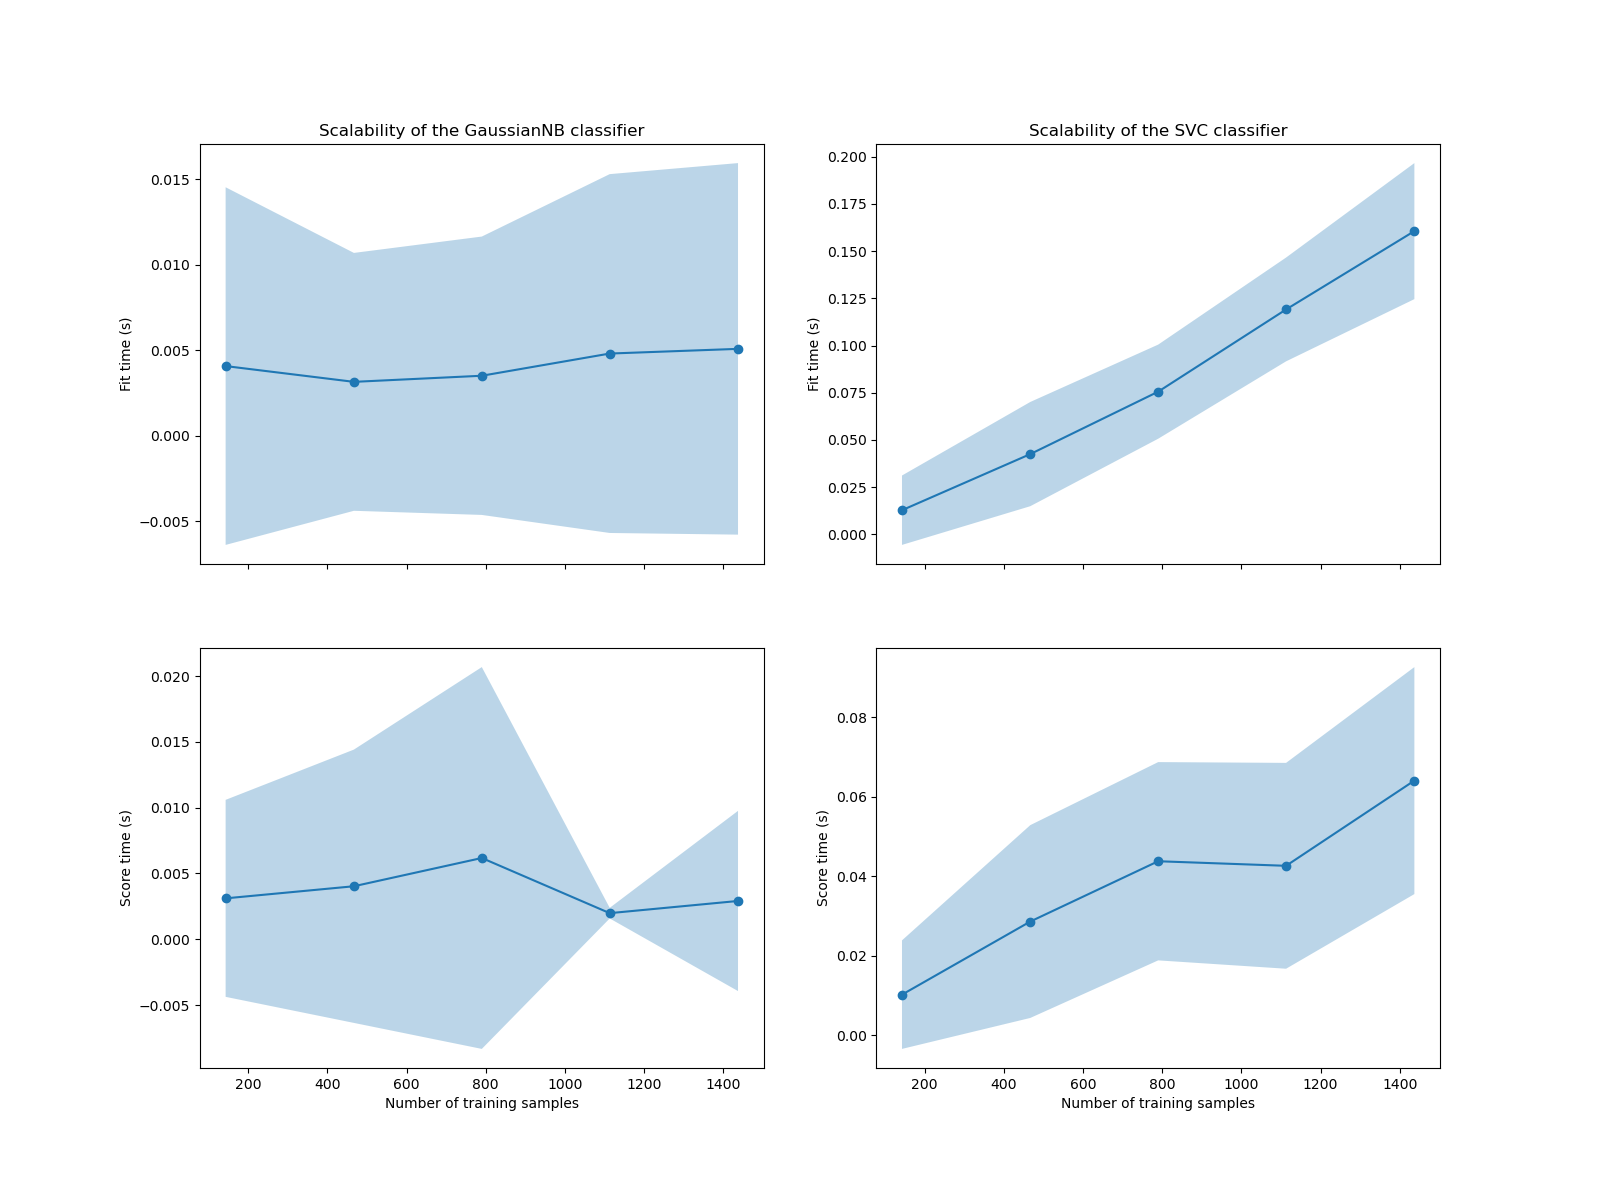 Scalability of the GaussianNB classifier
Fit time (s)
0.015
0.010
0.005
0.000
−0.005
Scalability of the SVC classifier
Fit time (s)
0.200
0.175
0.150
0.125
0.100
0.075
0.050
0.025
0.000
Score time (s)
0.020
0.015
0.010
0.005
0.000
−0.005
200 400 600 800 1000 1200 1400
Number of training samples
Score time (s)
0.08
0.06
0.04
0.02
0.00
200 400 600 800 1000 1200 1400
Number of training samples